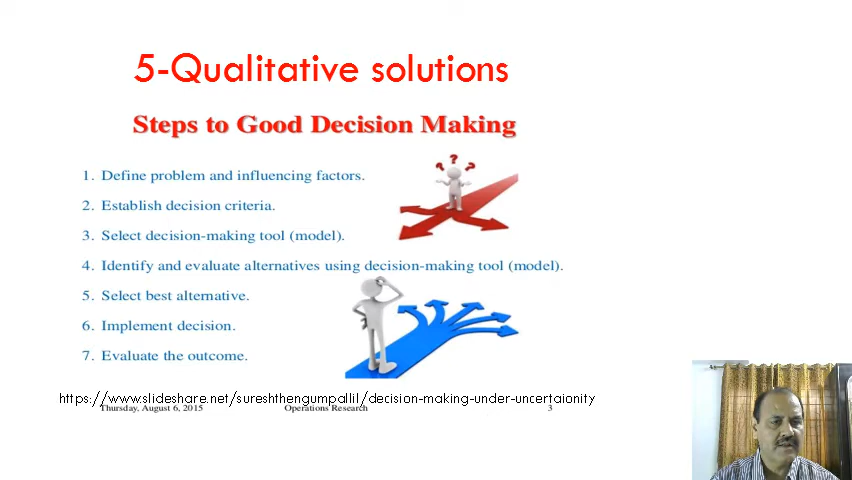 5-Qualitative solutions
Steps to Good Decision Making
1. Define problem and influencing factors.
2. Establish decision criteria.
3. Select decision-making tool (model).
4. Identify and evaluate alternatives using decision-making tool (model).
5. Select best alternative.
6. Implement decision.
7. Evaluate the outcome.
https://www.slideshare.net/sureshthengumpallil/decision-making-under-uncertaionity
Thursday, August 6, 2015 Operations Research 3